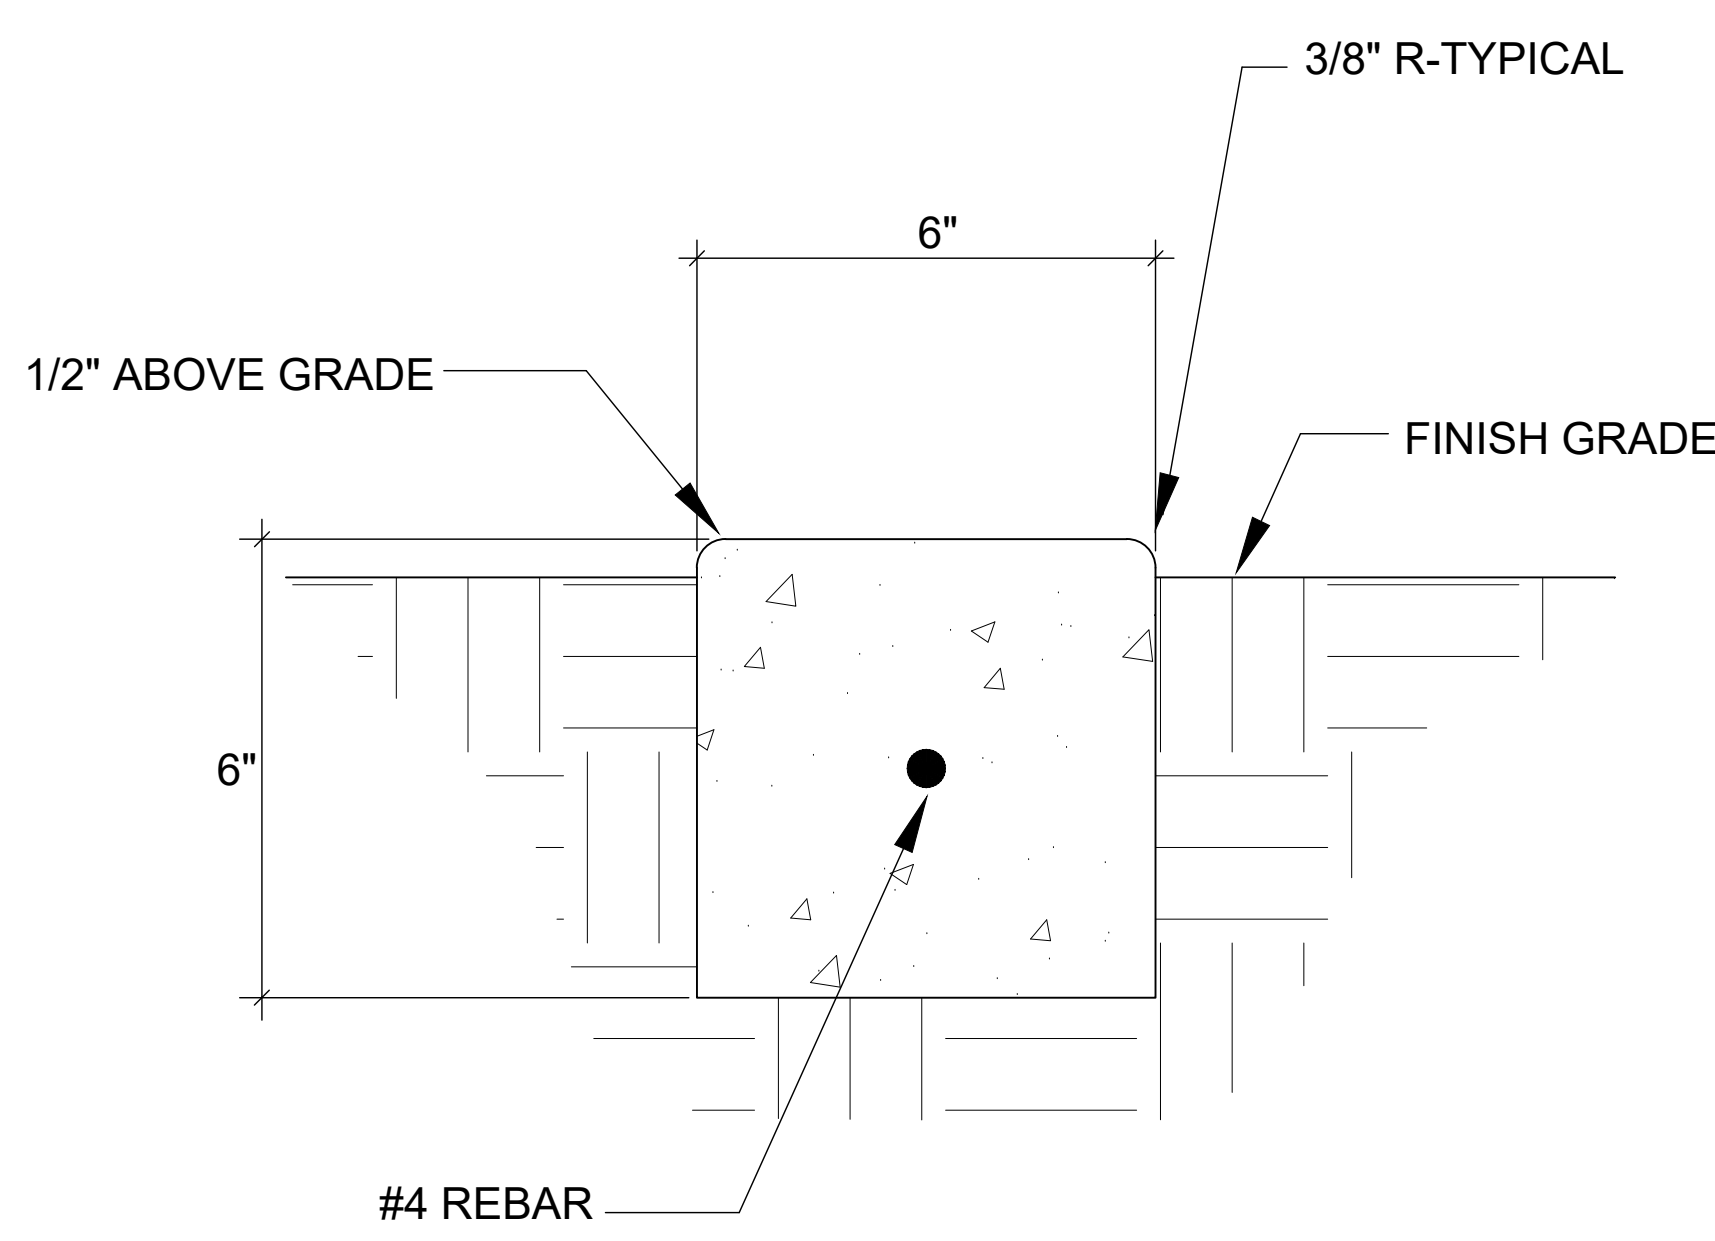 3/8" R-TYPICAL
6"
1/2" ABOVE GRADE
FINISH GRADE
6"
#4 REBAR